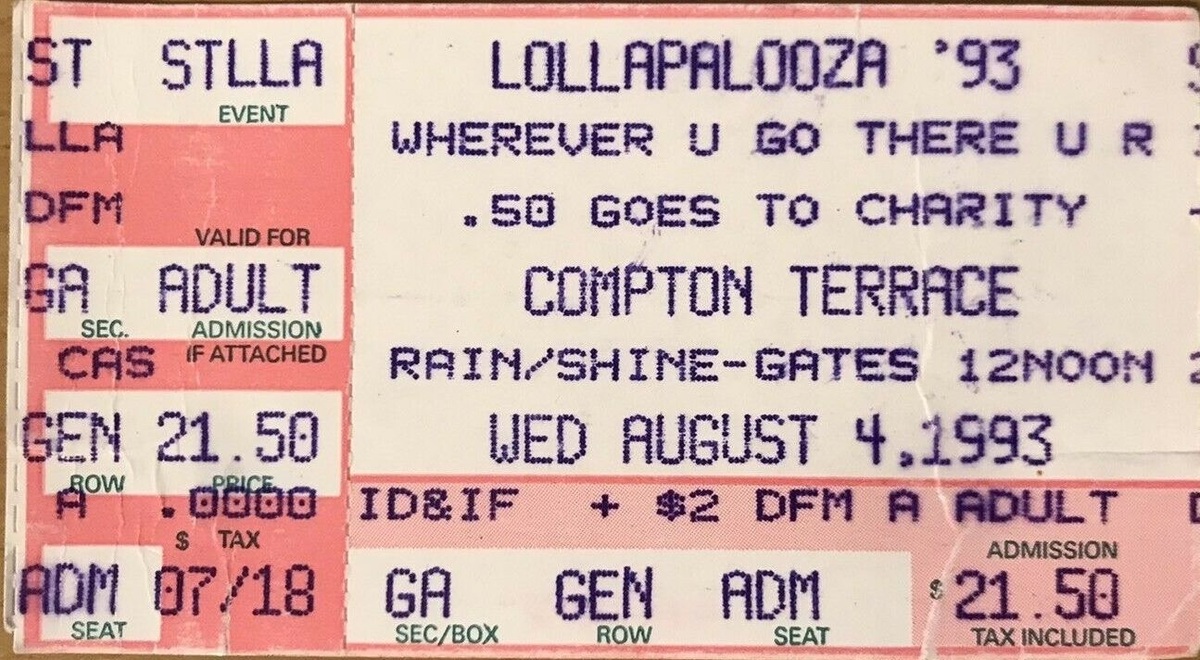 ST STLLA
EVENT
LLA
DFM
VALID FOR
GA ADULT
SEC. ADMISSION
CAS IF ATTACHED
GEN 21.50
ROW PRICE
A .0000
$ TAX
ADM 07/18
SEAT
LOLLAPALOOZA '93
WHEREVER U GO THERE U R
.50 GOES TO CHARITY
COMPTON TERRACE
RAIN/SHINE-GATES 12NOON
WED AUGUST 4,1993
ID&IF + $2 DFM A ADULT
ADMISSION
GA GEN ADM $ 21.50
SEC/BOX ROW SEAT TAX INCLUDED